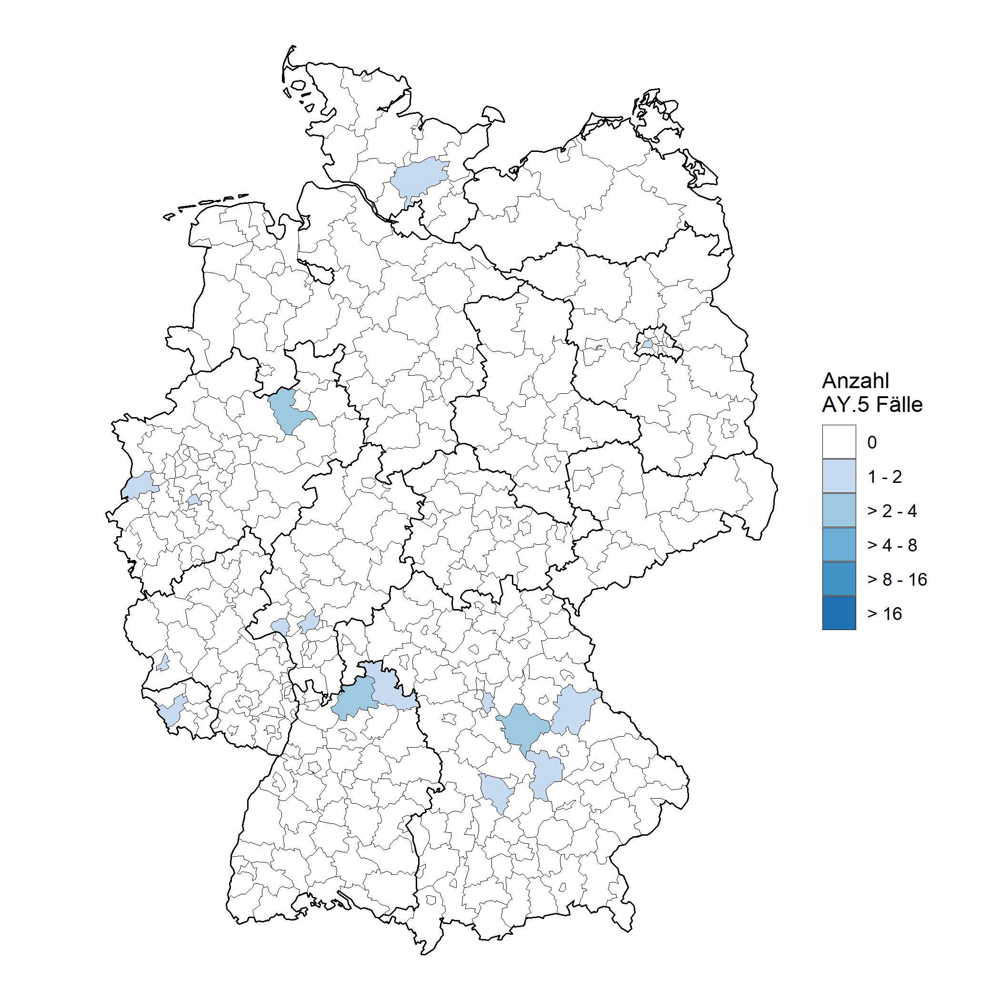 Anzahl
AY.5 Fälle
0
1 - 2
> 2 - 4
> 4 - 8
> 8 - 16
> 16